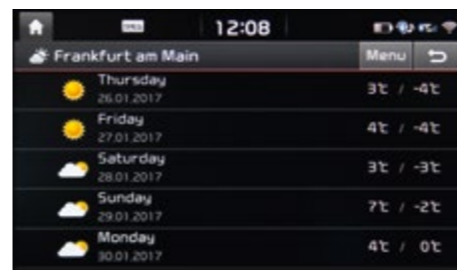 12:08
Frankfurt am Main Menu
Thursday 3℃ / -4℃
26.01.2017
Friday 4℃ / -4℃
27.01.2017
Saturday 3℃ / -3℃
28.01.2017
Sunday 7℃ / -2℃
29.01.2017
Monday 4℃ / 0℃
30.01.2017